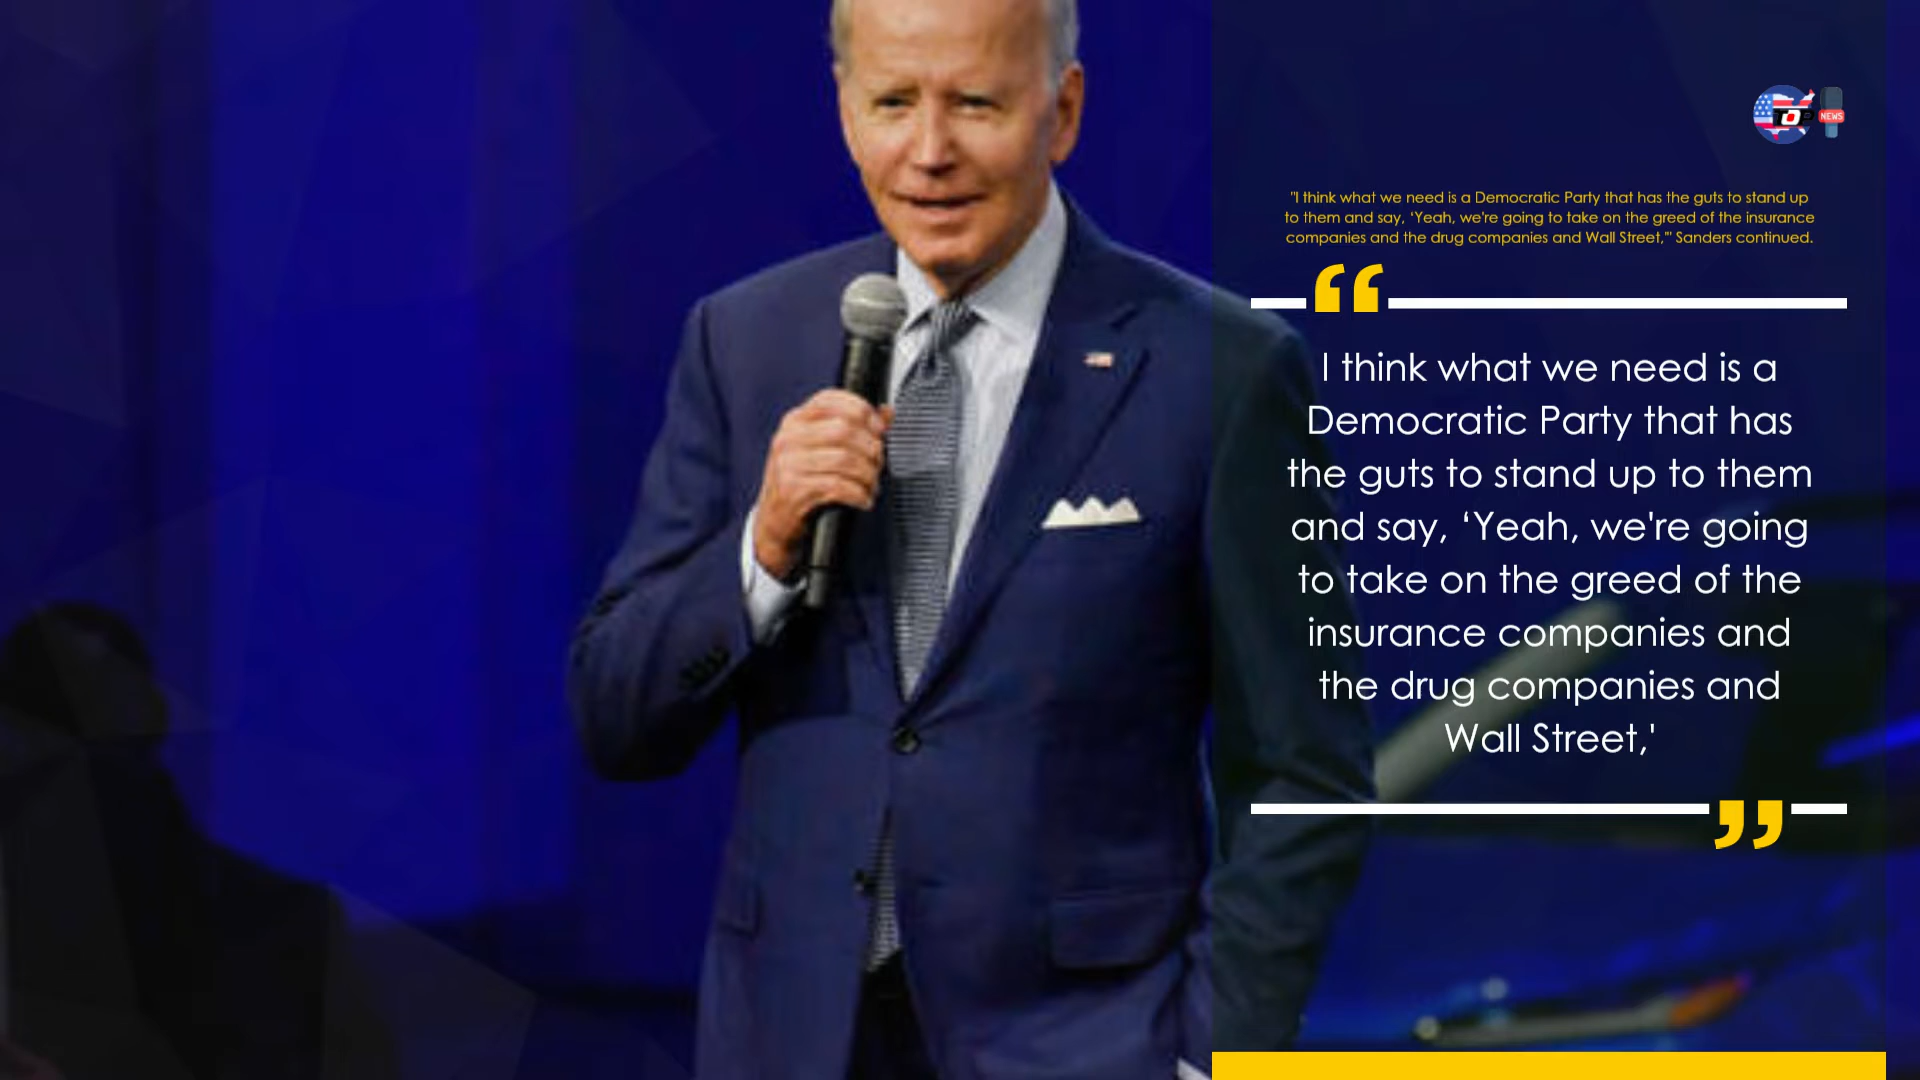 TOP
NEWS
"I think what we need is a Democratic Party that has the guts to stand up
to them and say, ‘Yeah, we're going to take on the greed of the insurance
companies and the drug companies and Wall Street,'" Sanders continued.
“
I think what we need is a
Democratic Party that has
the guts to stand up to them
and say, ‘Yeah, we're going
to take on the greed of the
insurance companies and
the drug companies and
Wall Street,'
”